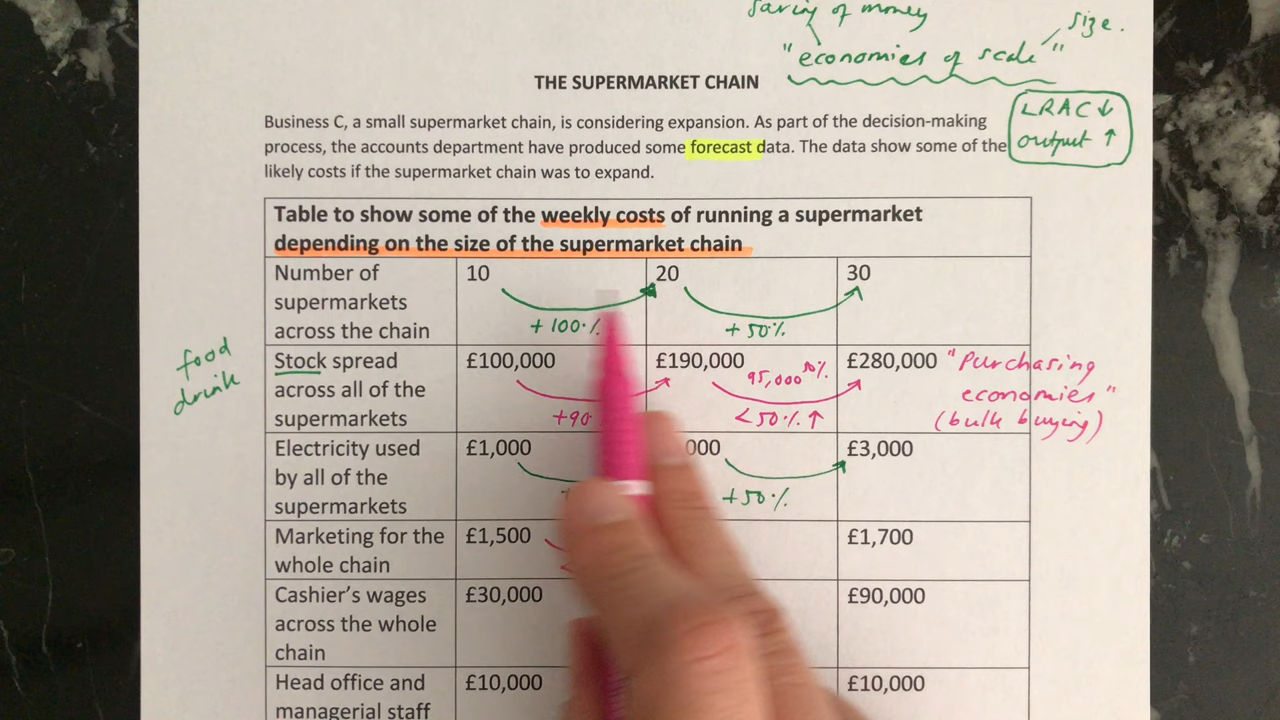 saving of money
size.
"economies of scale"
THE SUPERMARKET CHAIN
LRAC ↓
output ↑
Business C, a small supermarket chain, is considering expansion. As part of the decision-making
process, the accounts department have produced some forecast data. The data show some of the
likely costs if the supermarket chain was to expand.
Table to show some of the weekly costs of running a supermarket
depending on the size of the supermarket chain
Number of
supermarkets
across the chain
10
+ 100%
20
+ 50%
30
food
drink
Stock spread
across all of the
supermarkets
£100,000
+90
£190,000
95,000 50%
<50% ↑
£280,000
"Purchasing
economies"
(bulk buying)
Electricity used
by all of the
supermarkets
£1,000
000
+50%
£3,000
Marketing for the
whole chain
£1,500
£1,700
Cashier's wages
across the whole
chain
£30,000
£90,000
Head office and
managerial staff
£10,000
£10,000